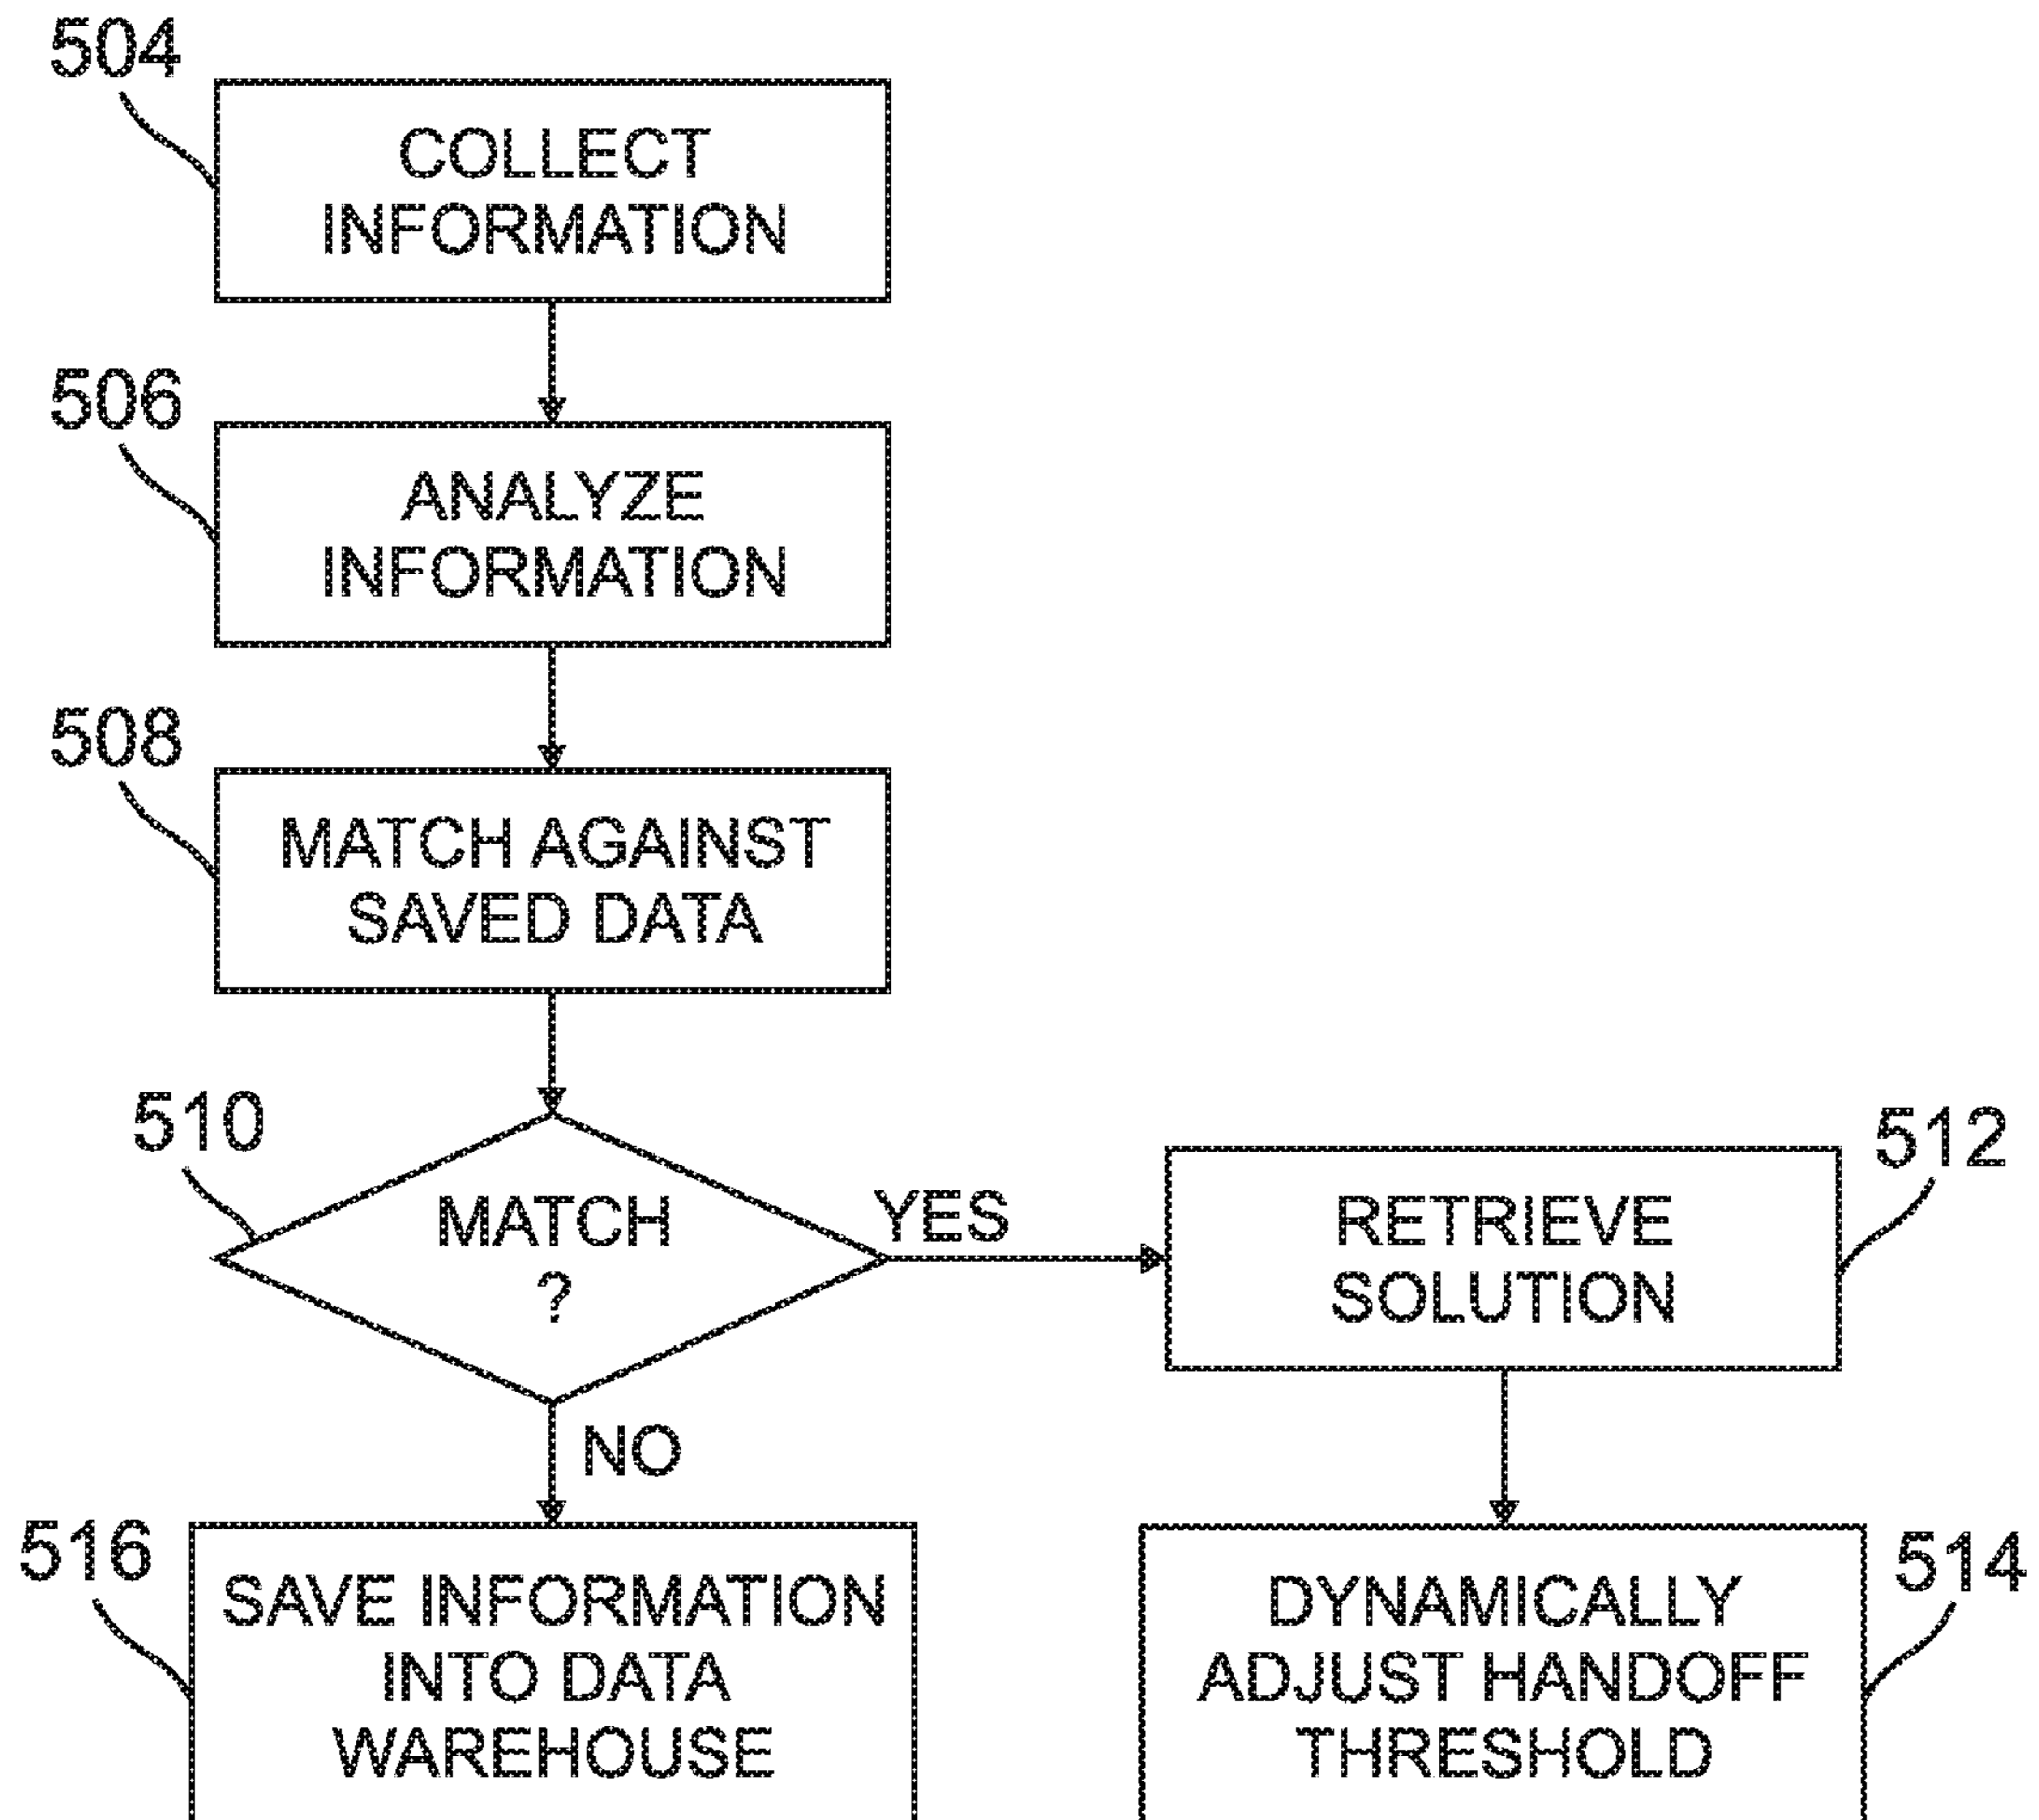 504
COLLECT
INFORMATION
506
ANALYZE
INFORMATION
508
MATCH AGAINST
SAVED DATA
510
MATCH
?
YES
512
RETRIEVE
SOLUTION
NO
516
SAVE INFORMATION
INTO DATA
WAREHOUSE
514
DYNAMICALLY
ADJUST HANDOFF
THRESHOLD